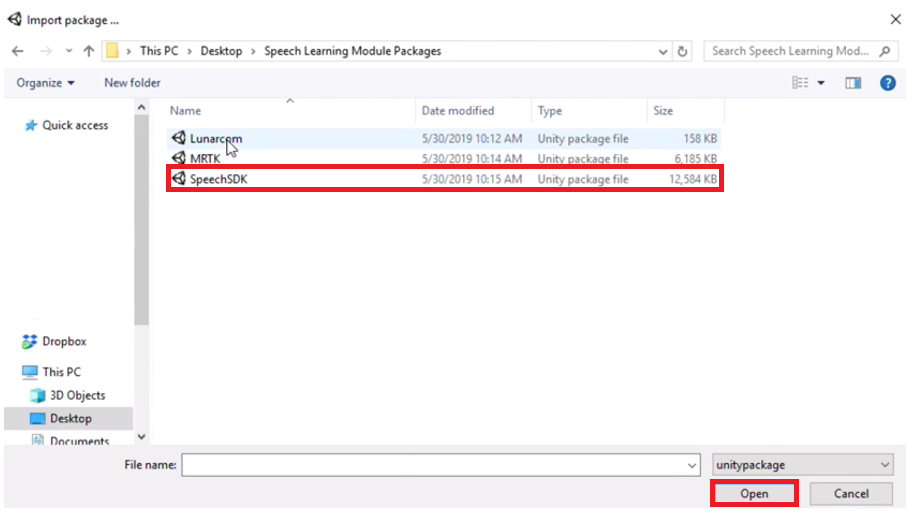 Import package ...
This PC > Desktop > Speech Learning Module Packages
Search Speech Learning Mod...
Organize
New folder
Quick access
Name Date modified Type Size
Lunarcom 5/30/2019 10:12 AM Unity package file 158 KB
MRTK 5/30/2019 10:14 AM Unity package file 6,185 KB
SpeechSDK 5/30/2019 10:15 AM Unity package file 12,584 KB
Dropbox
This PC
3D Objects
Desktop
Documents
File name:
unitypackage
Open
Cancel